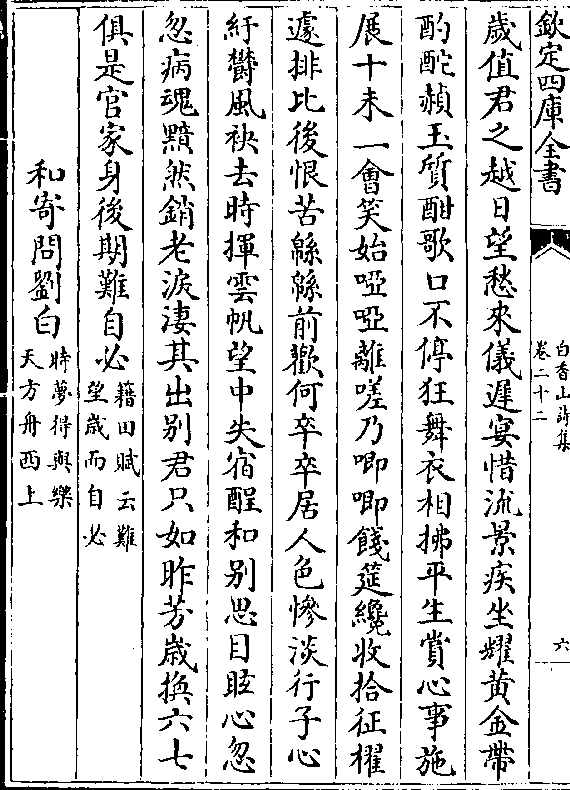 欽定四庫全書
白香山詩集
卷二十二
六
歲值君之越日望愁來儀遲宴惜流景疾坐耀黃金帶
酌酡赬玉質酣歌口不停狂舞衣相拂平生賞心事施
展十未一會笑始啞啞離嗟乃唧唧餞筵纔收拾征櫂
遽排比後恨苦緜緜前歡何卒卒居人色慘淡行子心
紆鬱風袂去時揮雲帆望中失宿酲和别思目眩心忽
忽病魂黯然銷老淚淒其出别君只如昨芳歲換六七
俱是官家身後期難自必籍田賦云難
望歲而自必
和寄問劉白時夢得與樂
天方舟西上